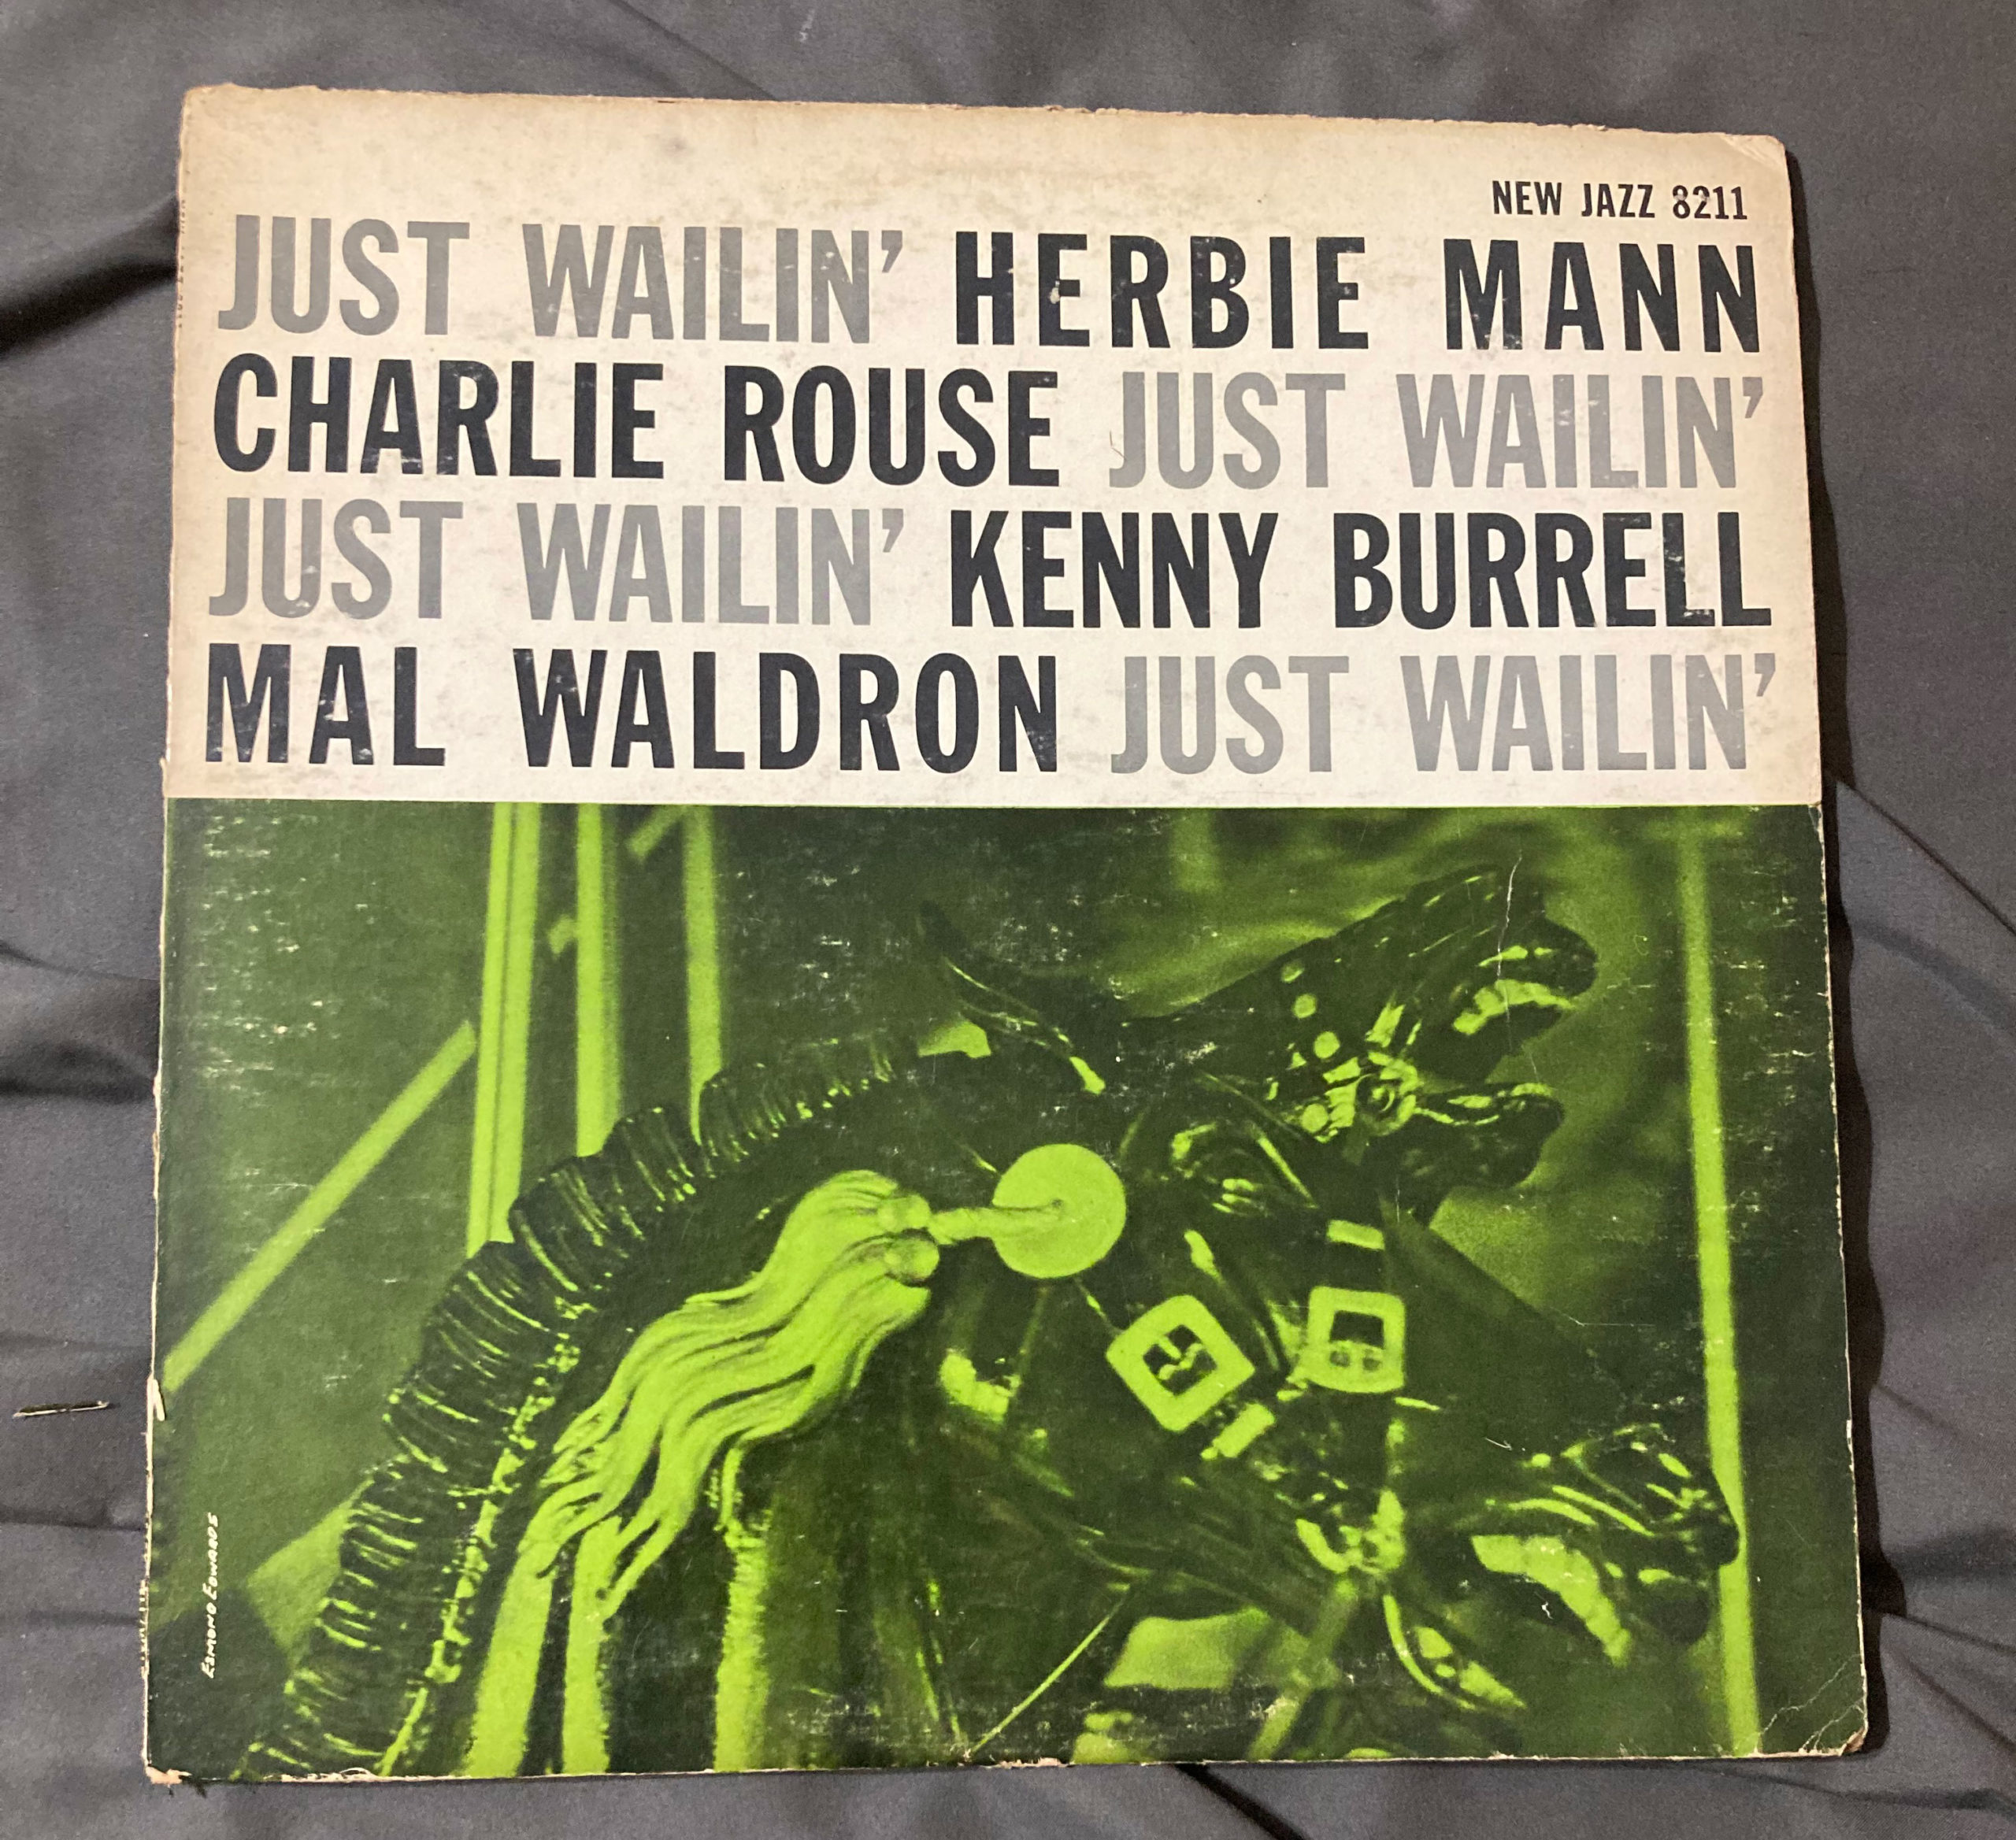 NEW JAZZ 8211
JUST WAILIN’ HERBIE MANN
CHARLIE ROUSE JUST WAILIN’
JUST WAILIN’ KENNY BURRELL
MAL WALDRON JUST WAILIN’
ESMOND EDWARDS